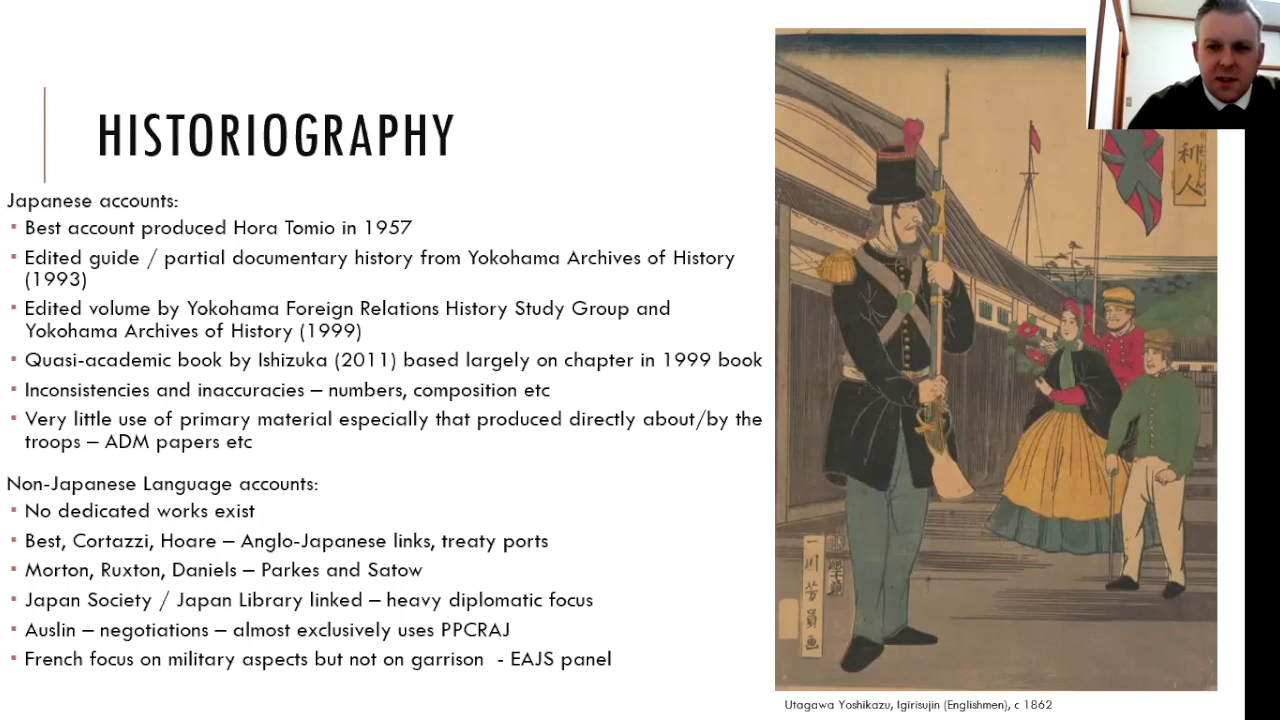 HISTORIOGRAPHY
Japanese accounts:
▪ Best account produced Hora Tomio in 1957
▪ Edited guide / partial documentary history from Yokohama Archives of History
(1993)
▪ Edited volume by Yokohama Foreign Relations History Study Group and
Yokohama Archives of History (1999)
▪ Quasi-academic book by Ishizuka (2011) based largely on chapter in 1999 book
▪ Inconsistencies and inaccuracies – numbers, composition etc
▪ Very little use of primary material especially that produced directly about/by the
troops – ADM papers etc
Non-Japanese Language accounts:
▪ No dedicated works exist
▪ Best, Cortazzi, Hoare – Anglo-Japanese links, treaty ports
▪ Morton, Ruxton, Daniels – Parkes and Satow
▪ Japan Society / Japan Library linked – heavy diplomatic focus
▪ Auslin – negotiations – almost exclusively uses PPCRAJ
▪ French focus on military aspects but not on garrison  - EAJS panel
人
一川芳員画
Utagawa Yoshikazu, Igirisujin (Englishmen), c 1862